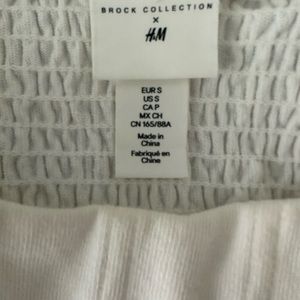 BROCK COLLECTION
×
H&M
EUR S
US S
CA P
MX CH
CN 165/88A
Made in
China
Fabriqué en
Chine